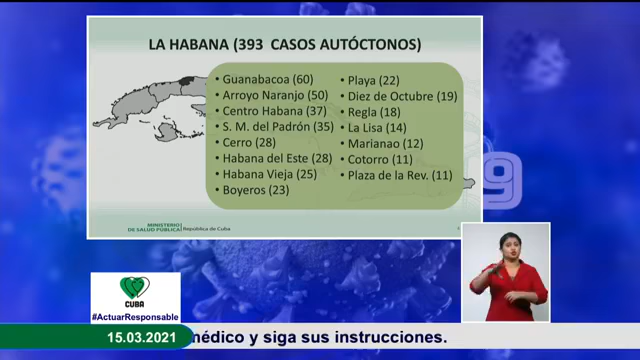 LA HABANA (393 CASOS AUTÓCTONOS)
• Guanabacoa (60)
• Arroyo Naranjo (50)
• Centro Habana (37)
• S. M. del Padrón (35)
• Cerro (28)
• Habana del Este (28)
• Habana Vieja (25)
• Boyeros (23)
• Playa (22)
• Diez de Octubre (19)
• Regla (18)
• La Lisa (14)
• Marianao (12)
• Cotorro (11)
• Plaza de la Rev. (11)
9
MINISTERIO
DE SALUD PÚBLICA
República de Cuba
CUBA
#ActuarResponsable
15.03.2021
médico y siga sus instrucciones.